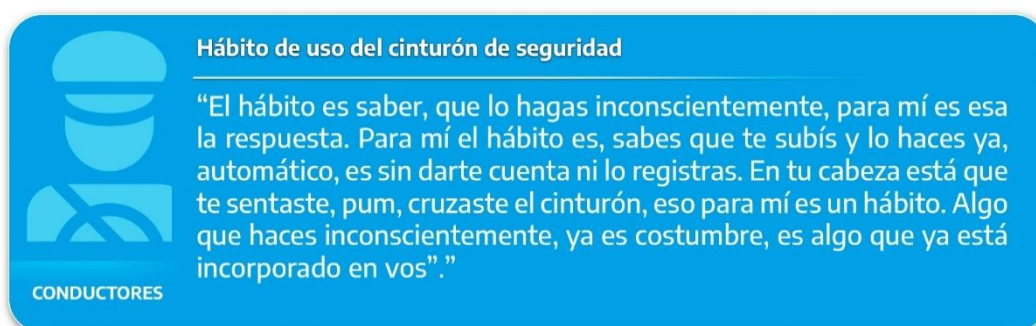 Hábito de uso del cinturón de seguridad
“El hábito es saber, que lo hagas inconscientemente, para mí es esa
la respuesta. Para mí el hábito es, sabes que te subís y lo haces ya,
automático, es sin darte cuenta ni lo registras. En tu cabeza está que
te sentaste, pum, cruzaste el cinturón, eso para mí es un hábito. Algo
que haces inconscientemente, ya es costumbre, es algo que ya está
incorporado en vos”.”
CONDUCTORES